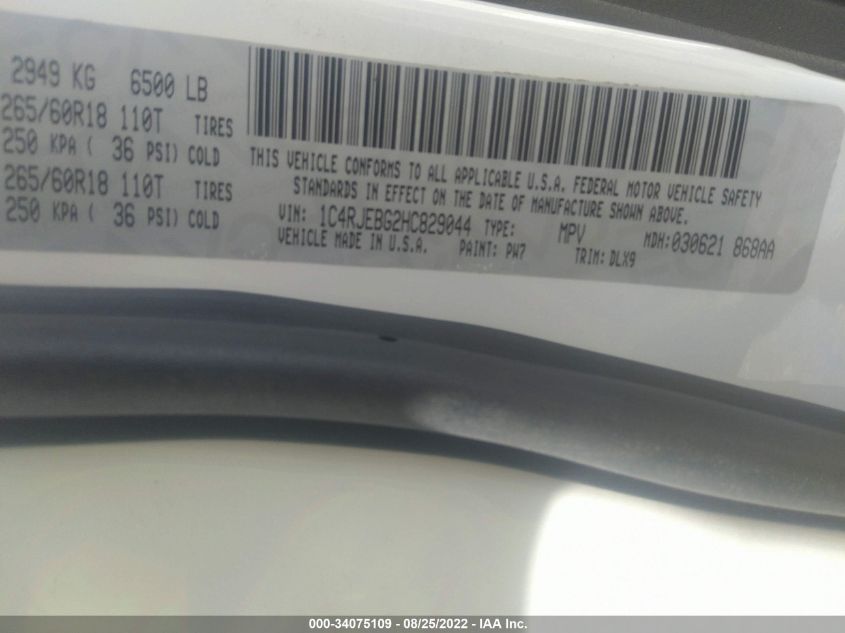 2949 KG 6500 LB
265/60R18 110T TIRES
250 KPA ( 36 PSI) COLD
265/60R18 110T TIRES
250 KPA ( 36 PSI) COLD
THIS VEHICLE CONFORMS TO ALL APPLICABLE U.S.A. FEDERAL MOTOR VEHICLE SAFETY
STANDARDS IN EFFECT ON THE DATE OF MANUFACTURE SHOWN ABOVE.
VIN: 1C4RJEBG2HC829044 TYPE: MPV MDH:030621 868AA
VEHICLE MADE IN U.S.A. PAINT: PW7 TRIM: DLX9
000-34075109 - 08/25/2022 - IAA Inc.